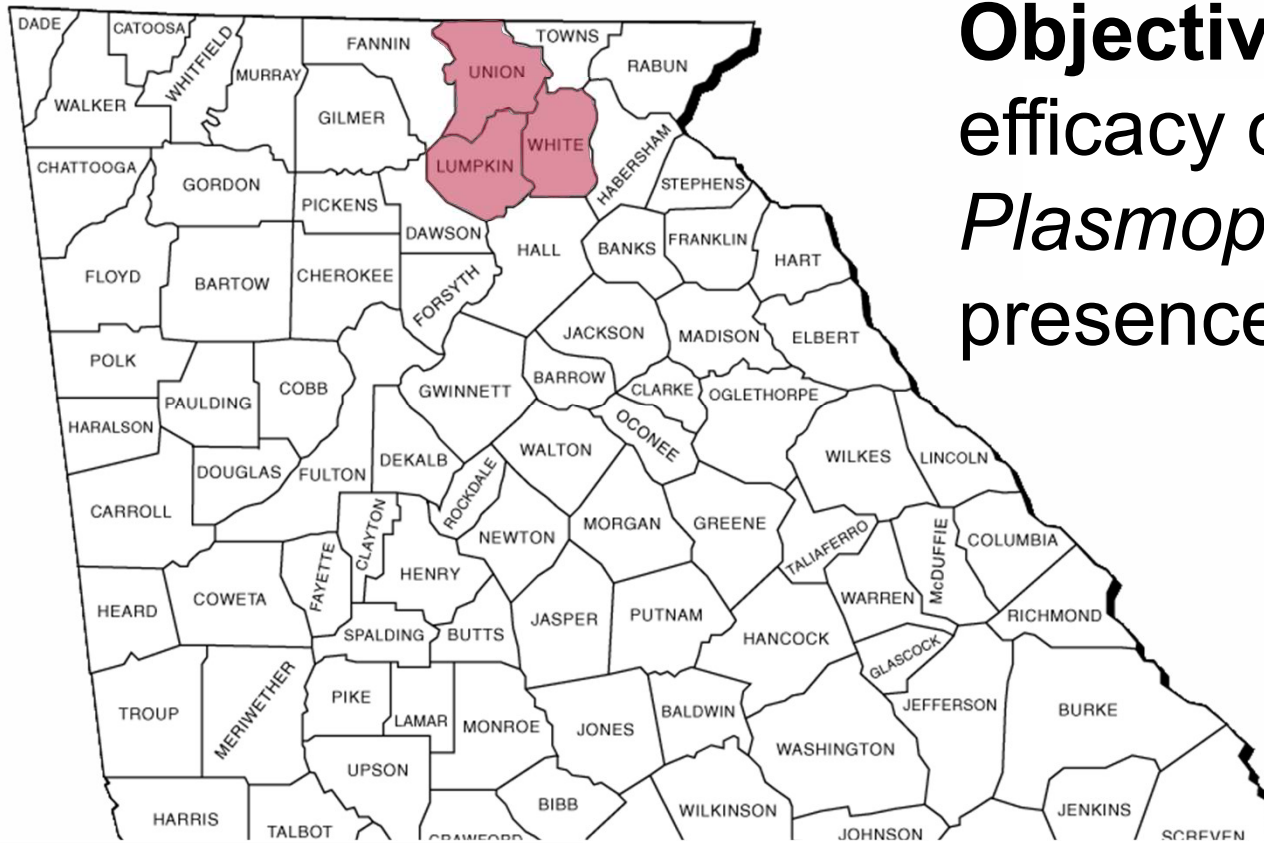 DADE
CATOOSA
WHITFIELD
MURRAY
FANNIN
UNION
TOWNS
RABUN
WALKER
GILMER
LUMPKIN
WHITE
HABERSHAM
CHATTOOGA
GORDON
PICKENS
DAWSON
STEPHENS
HALL
BANKS
FRANKLIN
HART
FLOYD
BARTOW
CHEROKEE
FORSYTH
JACKSON
MADISON
ELBERT
POLK
PAULDING
COBB
GWINNETT
BARROW
CLARKE
OGLETHORPE
HARALSON
OCONEE
DOUGLAS
FULTON
DEKALB
ROCKDALE
WALTON
WILKES
LINCOLN
CARROLL
CLAYTON
NEWTON
MORGAN
GREENE
TALIAFERRO
McDUFFIE
COLUMBIA
HEARD
COWETA
FAYETTE
HENRY
JASPER
PUTNAM
WARREN
RICHMOND
SPALDING
BUTTS
HANCOCK
GLASCOCK
TROUP
MERIWETHER
PIKE
LAMAR
MONROE
JONES
BALDWIN
JEFFERSON
BURKE
WASHINGTON
UPSON
HARRIS
TALBOT
CRAWFORD
BIBB
WILKINSON
JOHNSON
JENKINS
SCREVEN
Objectiv
efficacy
Plasmop
presence